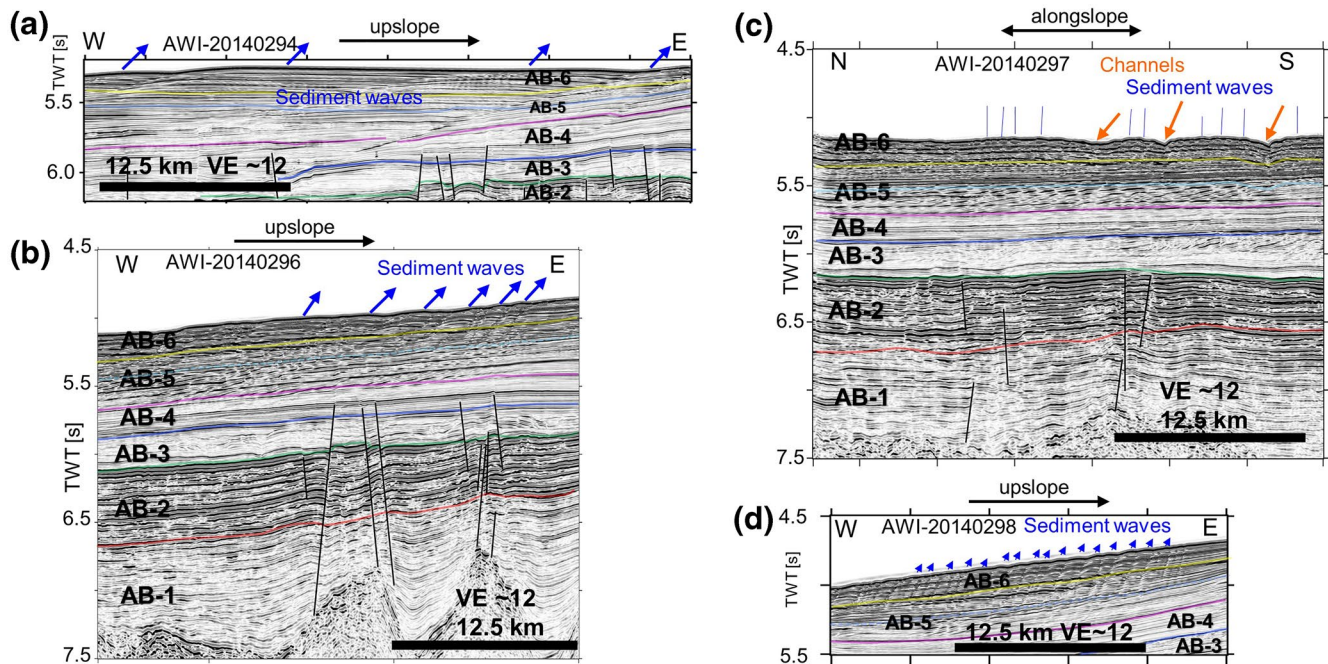 (a)
W
AWI-20140294
upslope
E
TWT [s]
5.5
6.0
Sediment waves
AB-6
AB-5
AB-4
AB-3
AB-2
12.5 km VE ~12
(b)
upslope
4.5
W
AWI-20140296
Sediment waves
E
TWT [s]
5.5
6.5
7.5
AB-6
AB-5
AB-4
AB-3
AB-2
AB-1
VE ~12
12.5 km
(c)
alongslope
4.5
N
AWI-20140297
Channels
S
Sediment waves
TWT [s]
5.5
6.5
7.5
AB-6
AB-5
AB-4
AB-3
AB-2
AB-1
VE ~12
12.5 km
(d)
upslope
4.5
W
AWI-20140298
Sediment waves
E
TWT [s]
5.5
AB-6
AB-5
AB-4
AB-3
12.5 km VE~12